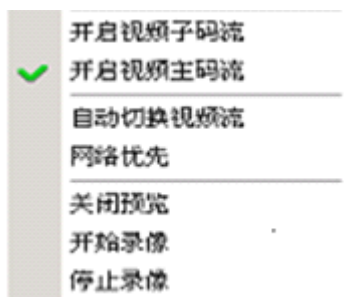 开启视频子码流
开启视频主码流
自动切换视频流
网络优先
关闭预览
开始录像
停止录像